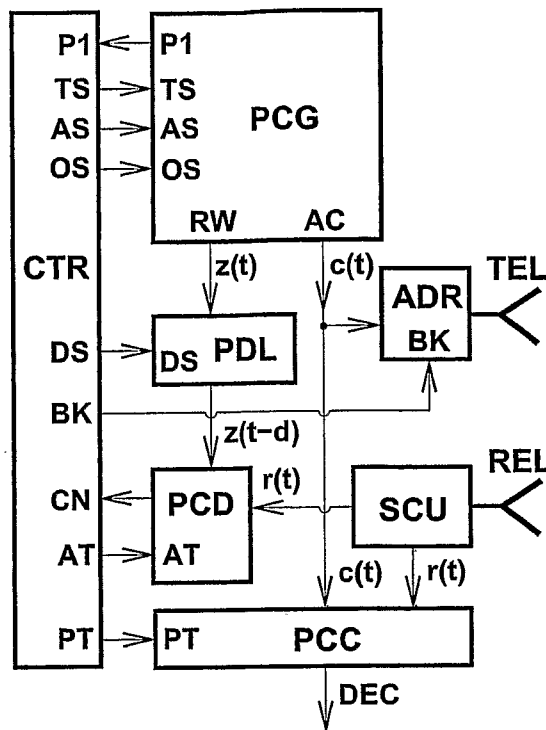 P1 P1
TS TS
AS AS
OS OS
PCG
RW AC
CTR
z(t) c(t)
TEL
ADR
BK
DS DS PDL
BK
z(t−d)
REL
r(t)
CN PCD SCU
AT AT
c(t) r(t)
PT PT PCC
DEC